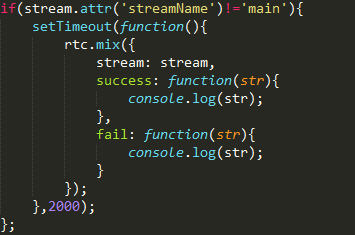 if(stream.attr('streamName')!='main'){
    setTimeout(function(){
        rtc.mix({
            stream: stream,
            success: function(str){
                console.log(str);
            },
            fail: function(str){
                console.log(str);
            }
        });
    },2000);
};